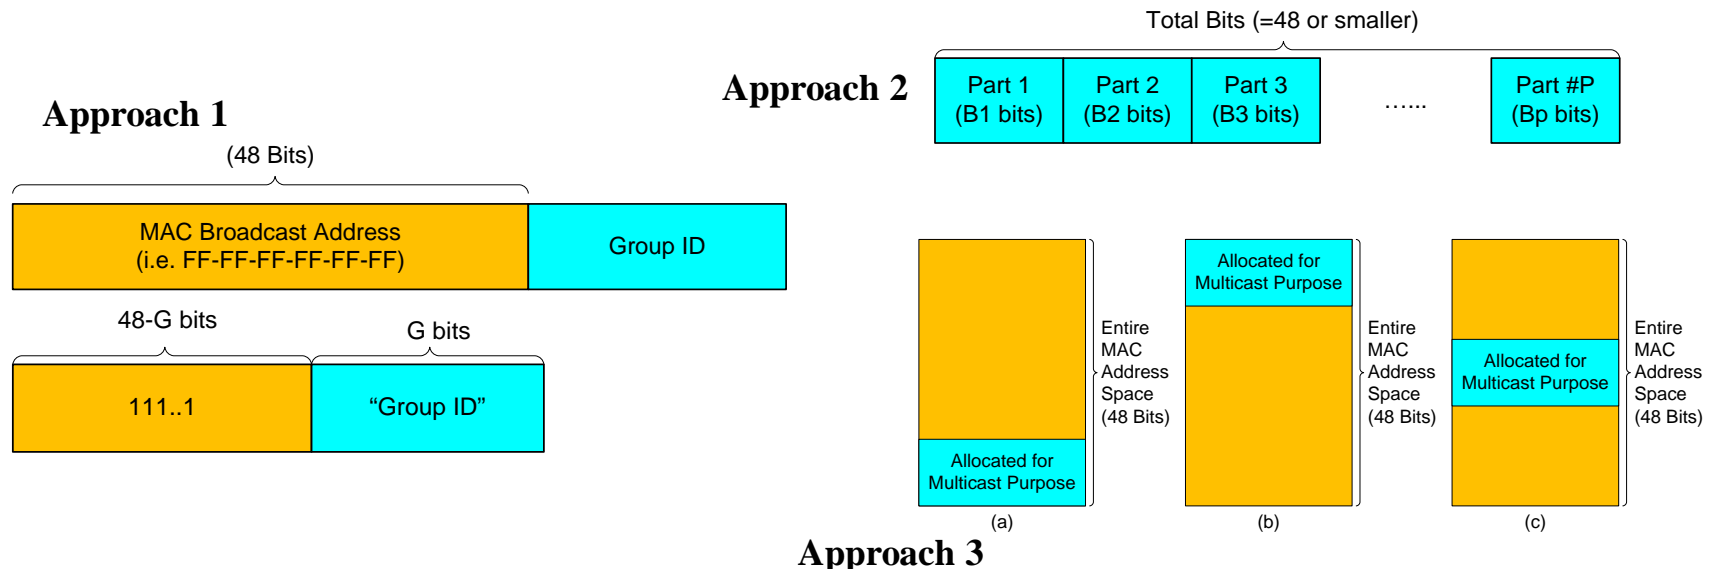 Approach 1
(48 Bits)
MAC Broadcast Address
(i.e. FF-FF-FF-FF-FF-FF)
Group ID
48-G bits
G bits
111..1
“Group ID”
Approach 2
Total Bits (=48 or smaller)
Part 1
(B1 bits)
Part 2
(B2 bits)
Part 3
(B3 bits)
…...
Part #P
(Bp bits)
Allocated for
Multicast Purpose
Entire
MAC
Address
Space
(48 Bits)
(a)
Allocated for
Multicast Purpose
Entire
MAC
Address
Space
(48 Bits)
(b)
Allocated for
Multicast Purpose
Entire
MAC
Address
Space
(48 Bits)
(c)
Approach 3